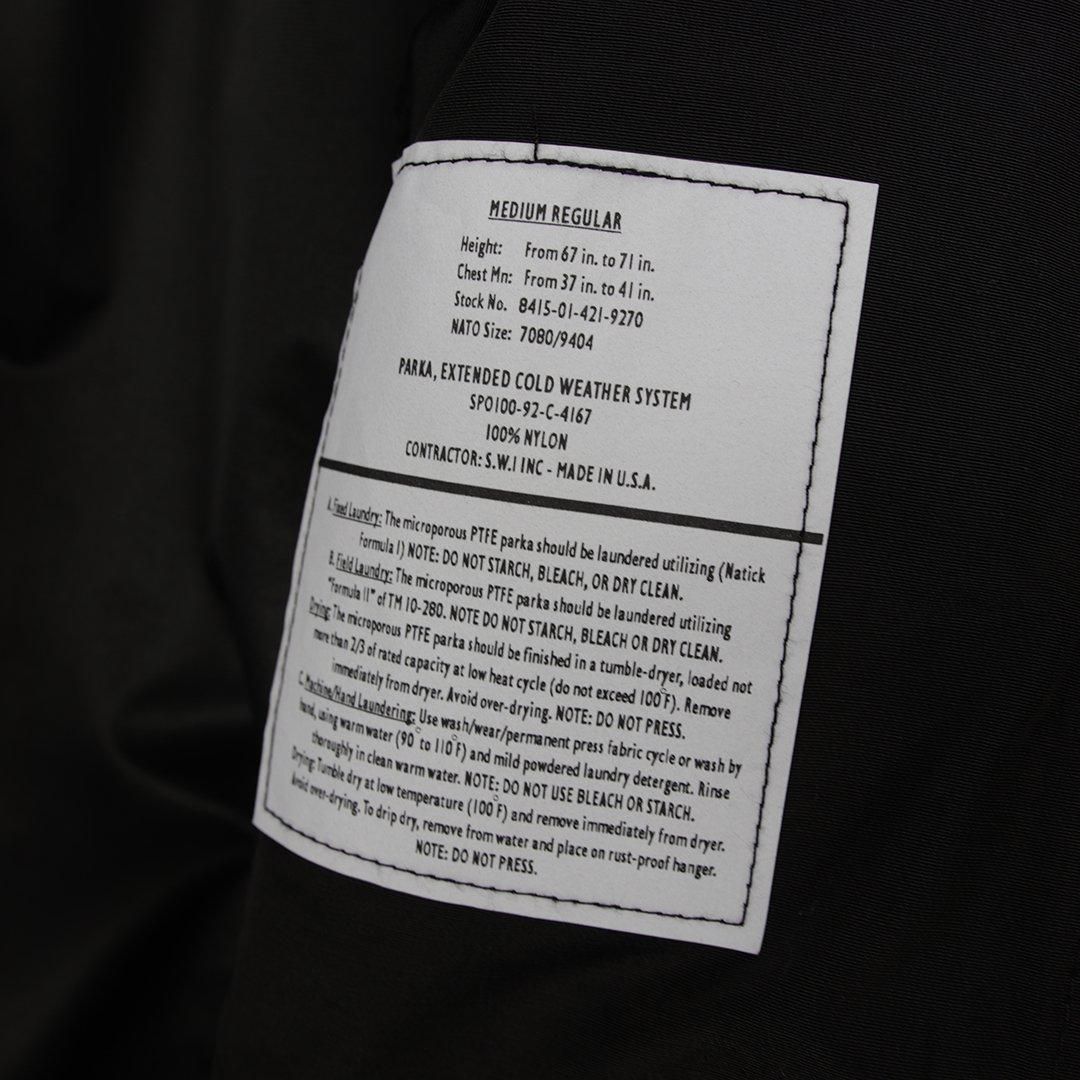 MEDIUM REGULAR
Height: From 67 in. to 71 in.
Chest Mn: From 37 in. to 41 in.
Stock No. 8415-01-421-9270
NATO Size: 7080/9404
PARKA, EXTENDED COLD WEATHER SYSTEM
SPO100-92-C-4167
100% NYLON
CONTRACTOR: S.W.I INC - MADE IN U.S.A.
A. Fixed Laundry: The microporous PTFE parka should be laundered utilizing (Natick
Formula I) NOTE: DO NOT STARCH, BLEACH, OR DRY CLEAN.
B. Field Laundry: The microporous PTFE parka should be laundered utilizing
"Formula II" of TM 10-280. NOTE DO NOT STARCH, BLEACH OR DRY CLEAN.
Drying: The microporous PTFE parka should be finished in a tumble-dryer, loaded not
more than 2/3 of rated capacity at low heat cycle (do not exceed 100°F). Remove
immediately from dryer. Avoid over-drying. NOTE: DO NOT PRESS.
C. Machine/Hand Laundering: Use wash/wear/permanent press fabric cycle or wash by
hand, using warm water (90° to 110°F) and mild powdered laundry detergent. Rinse
thoroughly in clean warm water. NOTE: DO NOT USE BLEACH OR STARCH.
Drying: Tumble dry at low temperature (100°F) and remove immediately from dryer.
Avoid over-drying. To drip dry, remove from water and place on rust-proof hanger.
NOTE: DO NOT PRESS.